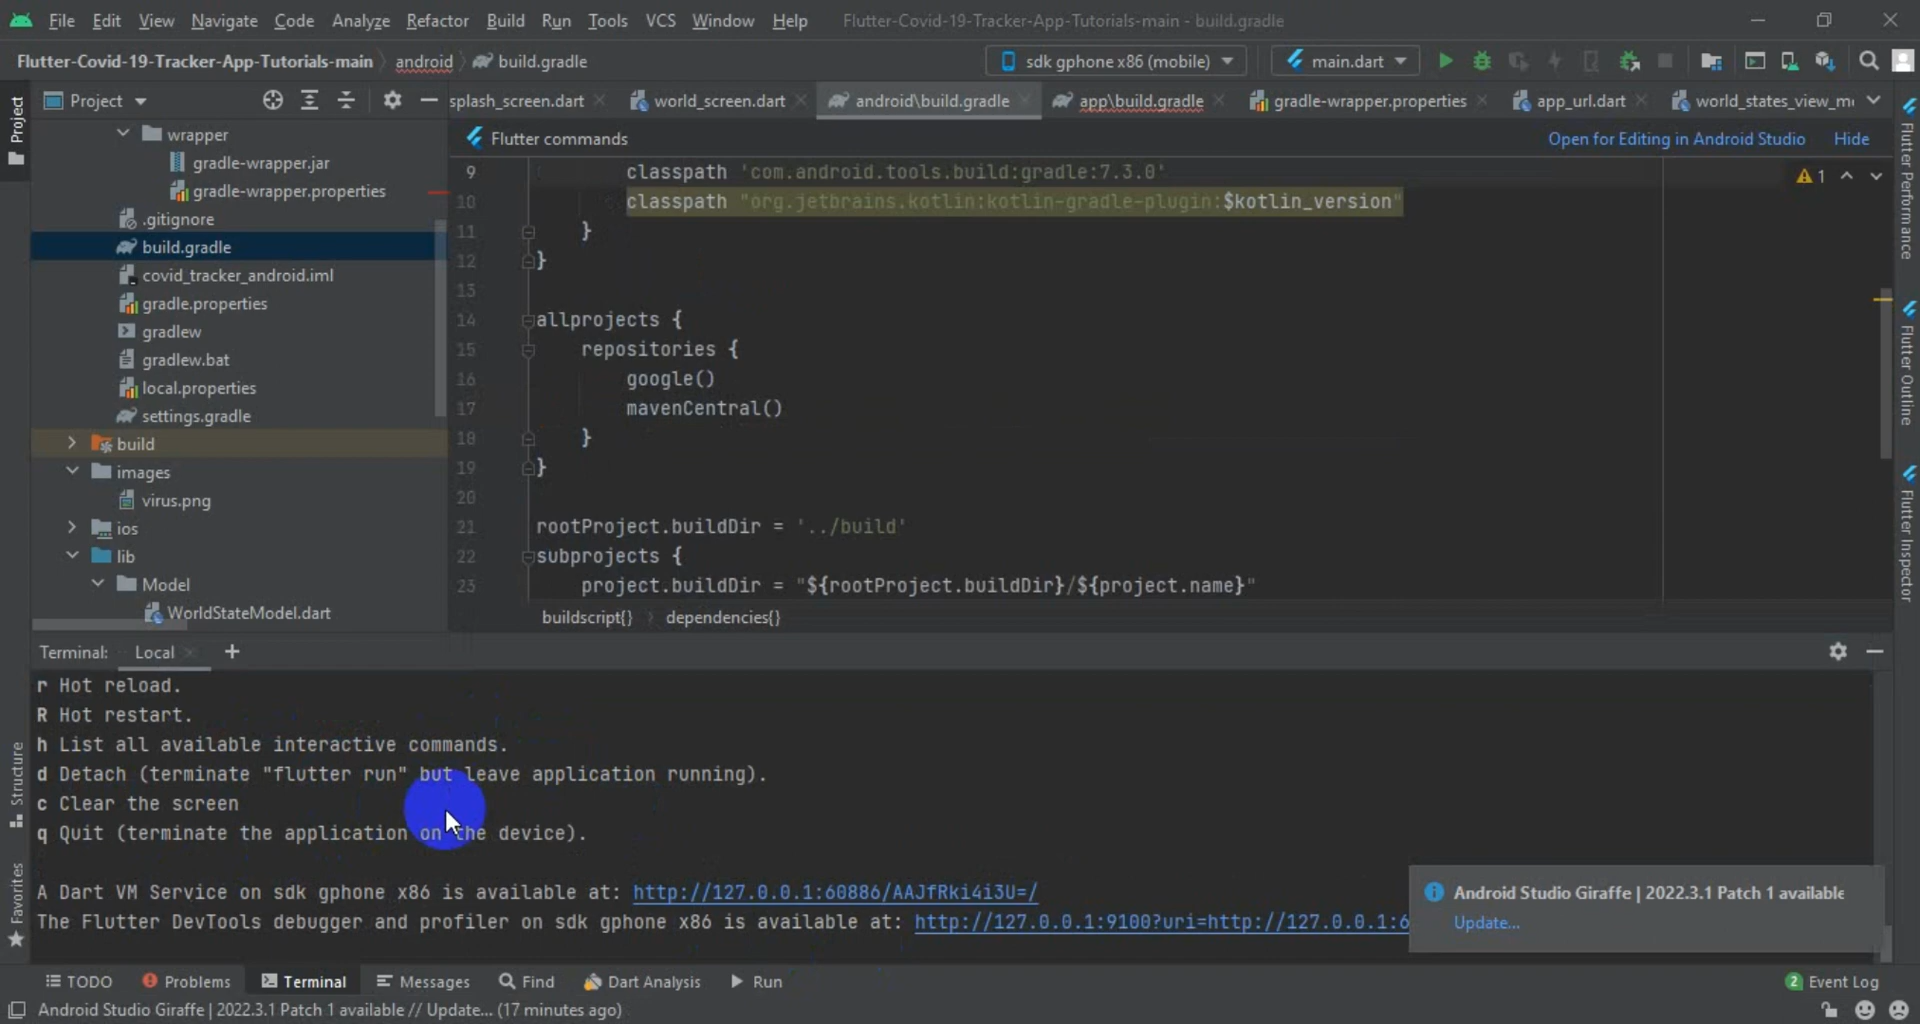 File Edit View Navigate Code Analyze Refactor Build Run Tools VCS Window Help Flutter-Covid-19-Tracker-App-Tutorials-main - build.gradle
Flutter-Covid-19-Tracker-App-Tutorials-main android build.gradle sdk gphone x86 (mobile) main.dart
Project splash_screen.dart world_screen.dart android\build.gradle app\build.gradle gradle-wrapper.properties app_url.dart world_states_view_m
Flutter commands Open for Editing in Android Studio Hide
Project
wrapper
gradle-wrapper.jar
gradle-wrapper.properties
.gitignore
build.gradle
covid_tracker_android.iml
gradle.properties
gradlew
gradlew.bat
local.properties
settings.gradle
build
images
virus.png
ios
lib
Model
WorldStateModel.dart
9 classpath 'com.android.tools.build:gradle:7.3.0'
10 classpath "org.jetbrains.kotlin:kotlin-gradle-plugin:$kotlin_version"
11 }
12 }
13
14 allprojects {
15 repositories {
16 google()
17 mavenCentral()
18 }
19 }
20
21 rootProject.buildDir = '../build'
22 subprojects {
23 project.buildDir = "${rootProject.buildDir}/${project.name}"
1
buildscript{} dependencies{}
Flutter Performance
Flutter Outline
Flutter Inspector
Terminal: Local +
r Hot reload.
R Hot restart.
h List all available interactive commands.
d Detach (terminate "flutter run" but leave application running).
c Clear the screen
q Quit (terminate the application on the device).
A Dart VM Service on sdk gphone x86 is available at: http://127.0.0.1:60886/AAJfRki4i3U=/
The Flutter DevTools debugger and profiler on sdk gphone x86 is available at: http://127.0.0.1:9100?uri=http://127.0.0.1:6
Android Studio Giraffe | 2022.3.1 Patch 1 available
Update...
Structure
Favorites
TODO Problems Terminal Messages Find Dart Analysis Run 2 Event Log
Android Studio Giraffe | 2022.3.1 Patch 1 available // Update... (17 minutes ago)